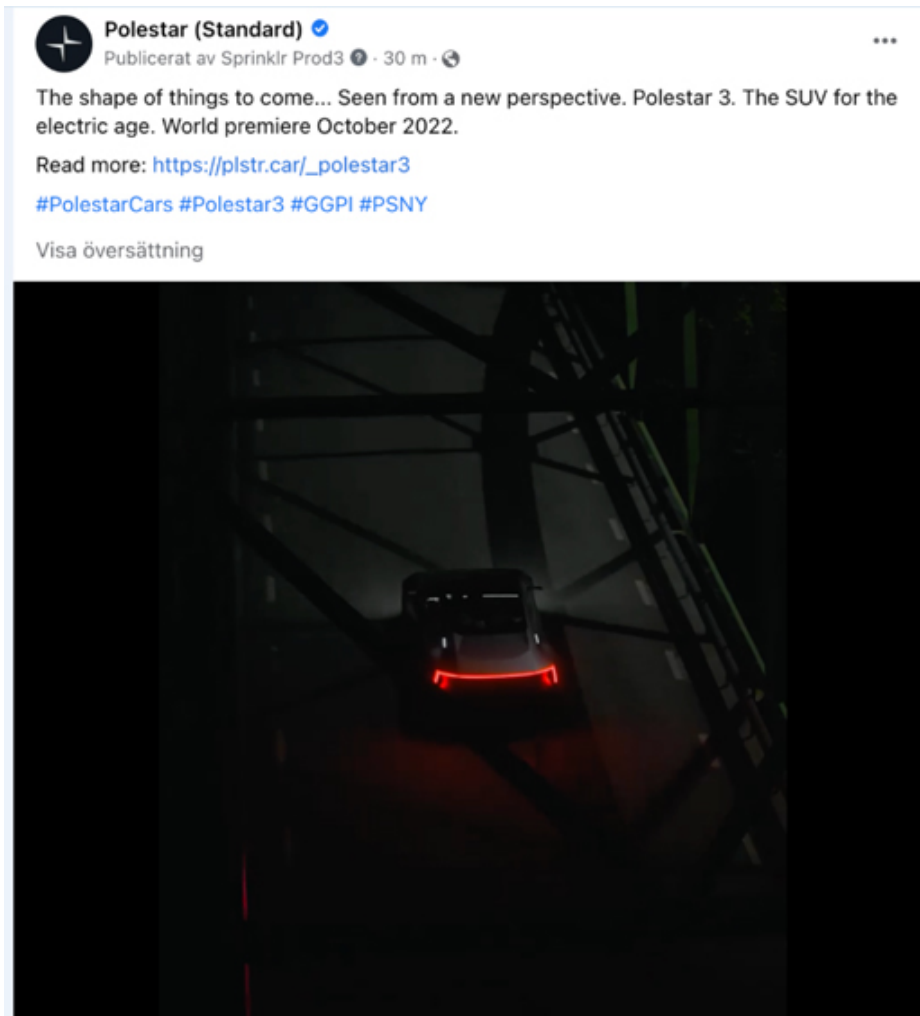 Polestar (Standard)
Publicerat av Sprinklr Prod3 · 30 m ·
The shape of things to come... Seen from a new perspective. Polestar 3. The SUV for the
electric age. World premiere October 2022.
Read more: https://plstr.car/_polestar3
#PolestarCars #Polestar3 #GGPI #PSNY
Visa översättning